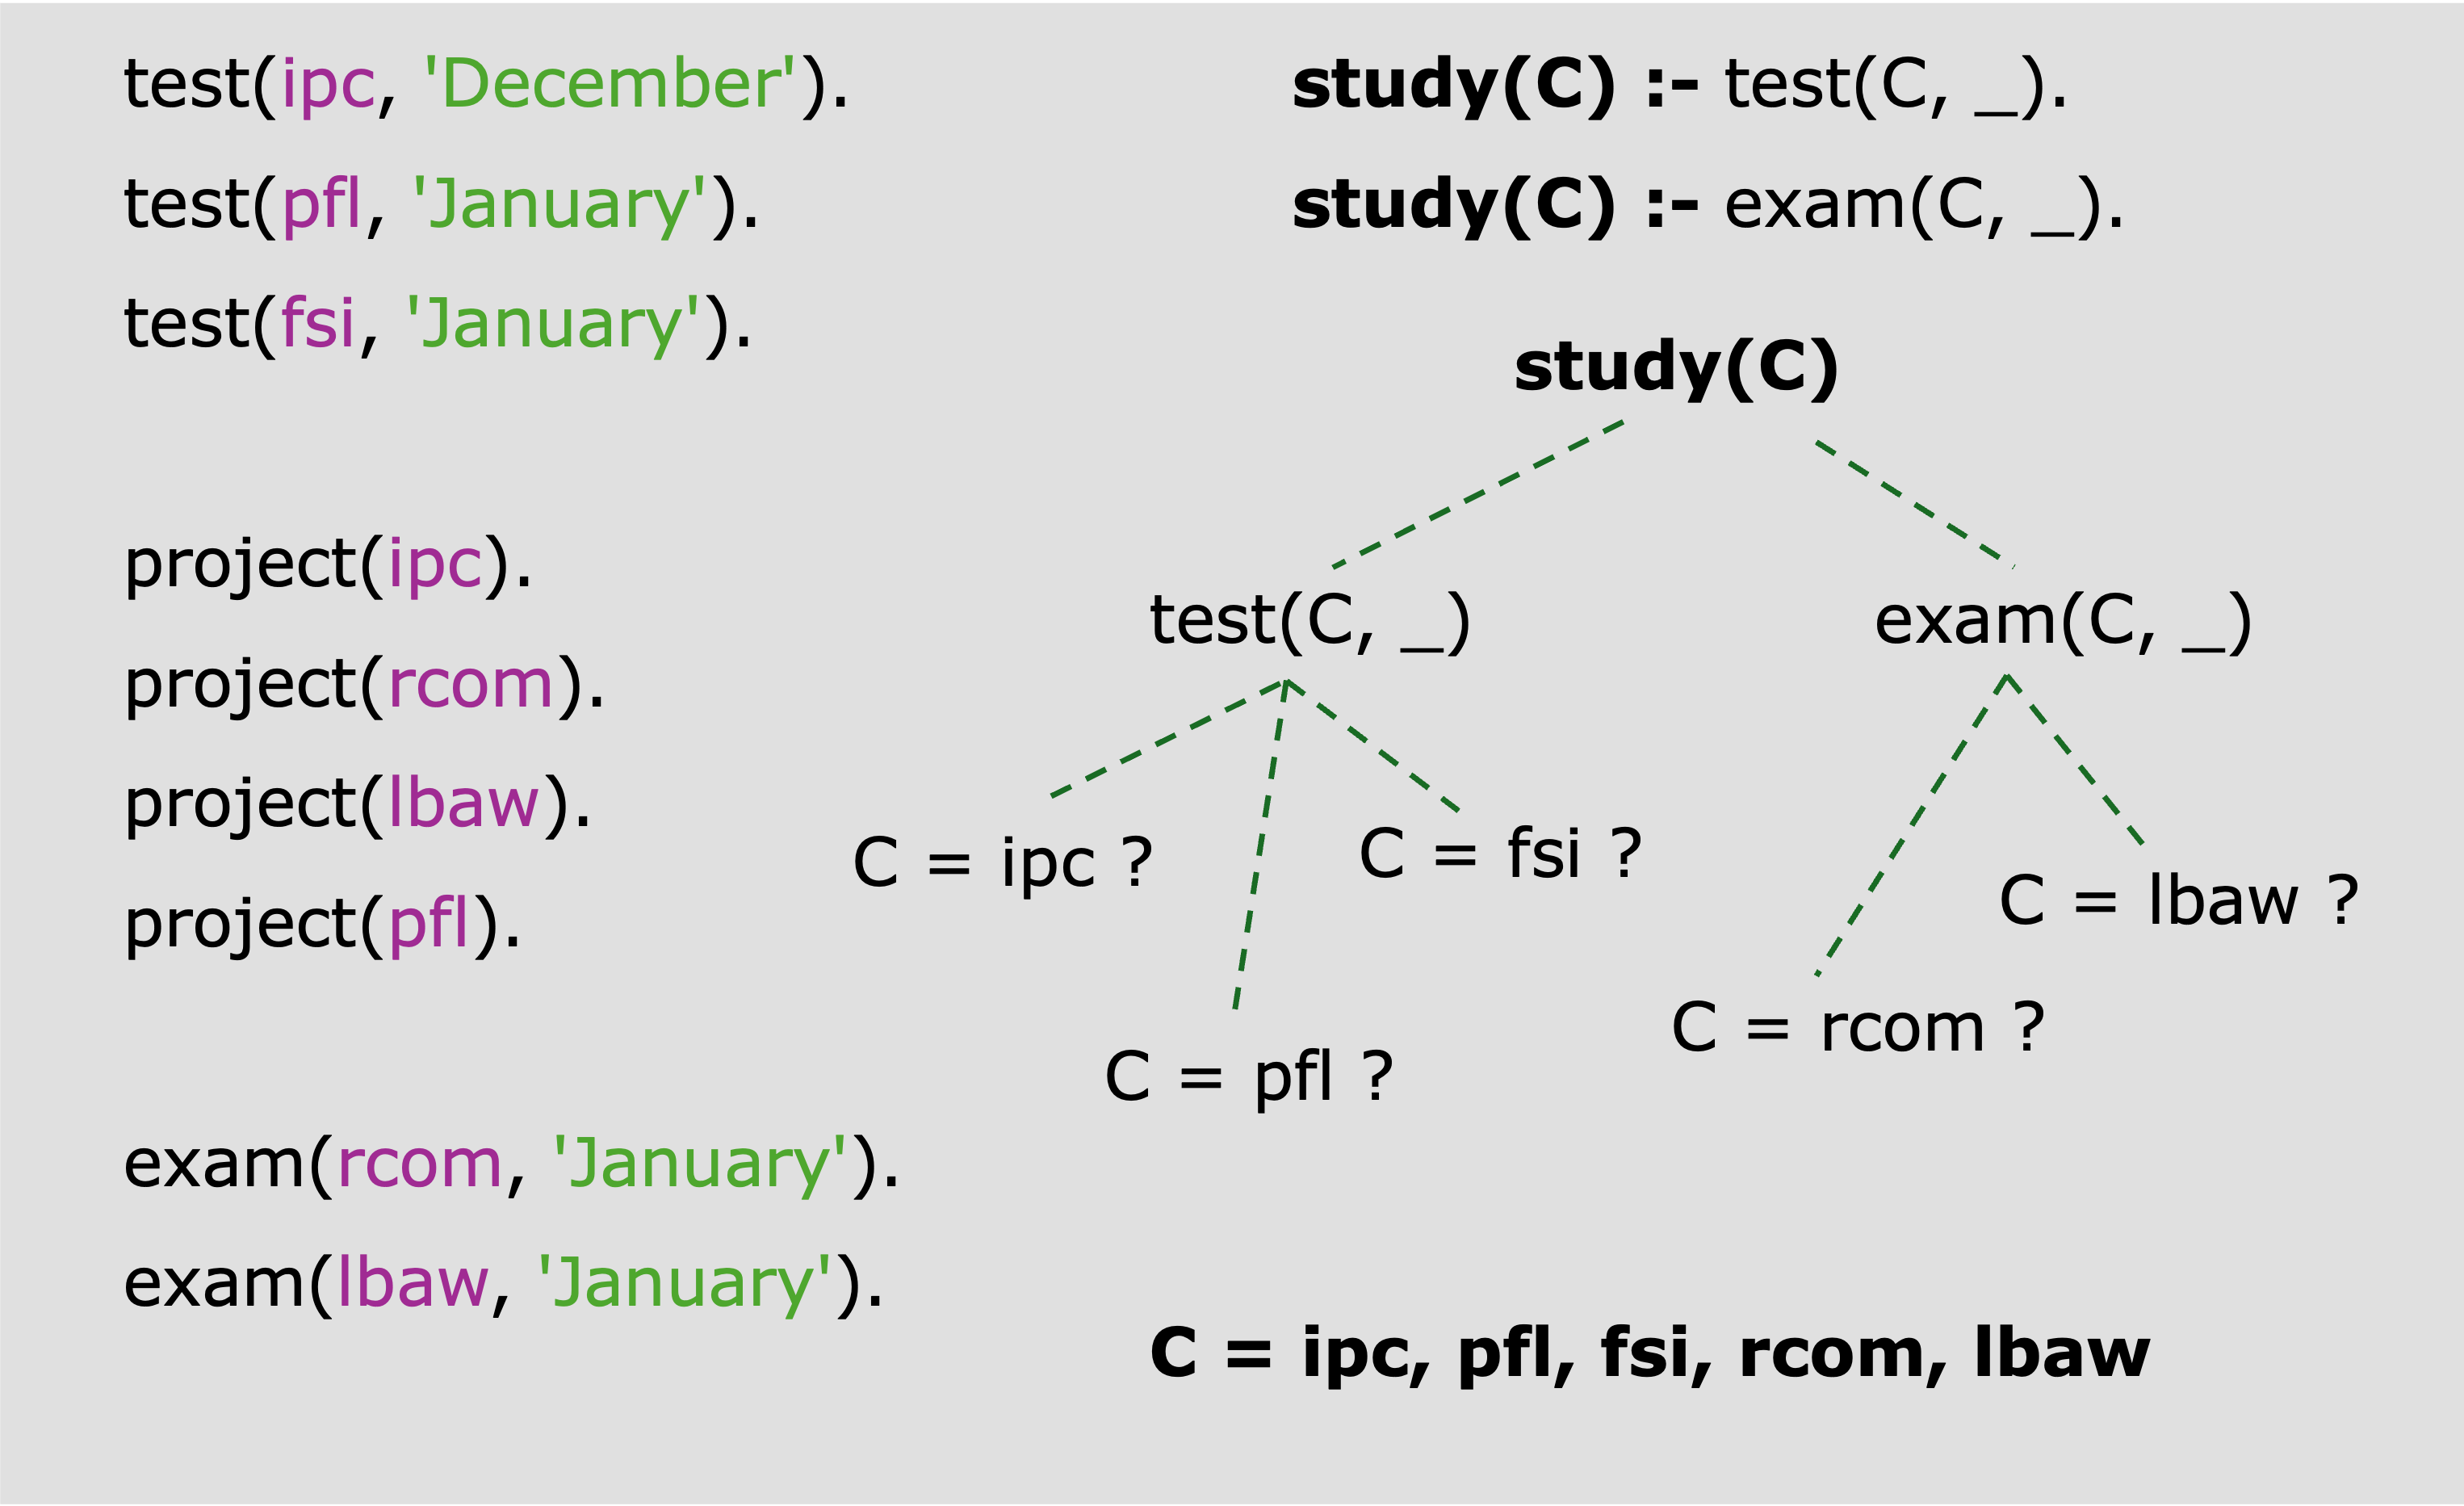 test(ipc, 'December').
test(pfl, 'January').
test(fsi, 'January').
project(ipc).
project(rcom).
project(lbaw).
project(pfl).
exam(rcom, 'January').
exam(lbaw, 'January').
study(C) :- test(C, _).
study(C) :- exam(C, _).
study(C)
test(C, _)
exam(C, _)
C = ipc ?
C = pfl ?
C = fsi ?
C = rcom ?
C = lbaw ?
C = ipc, pfl, fsi, rcom, lbaw